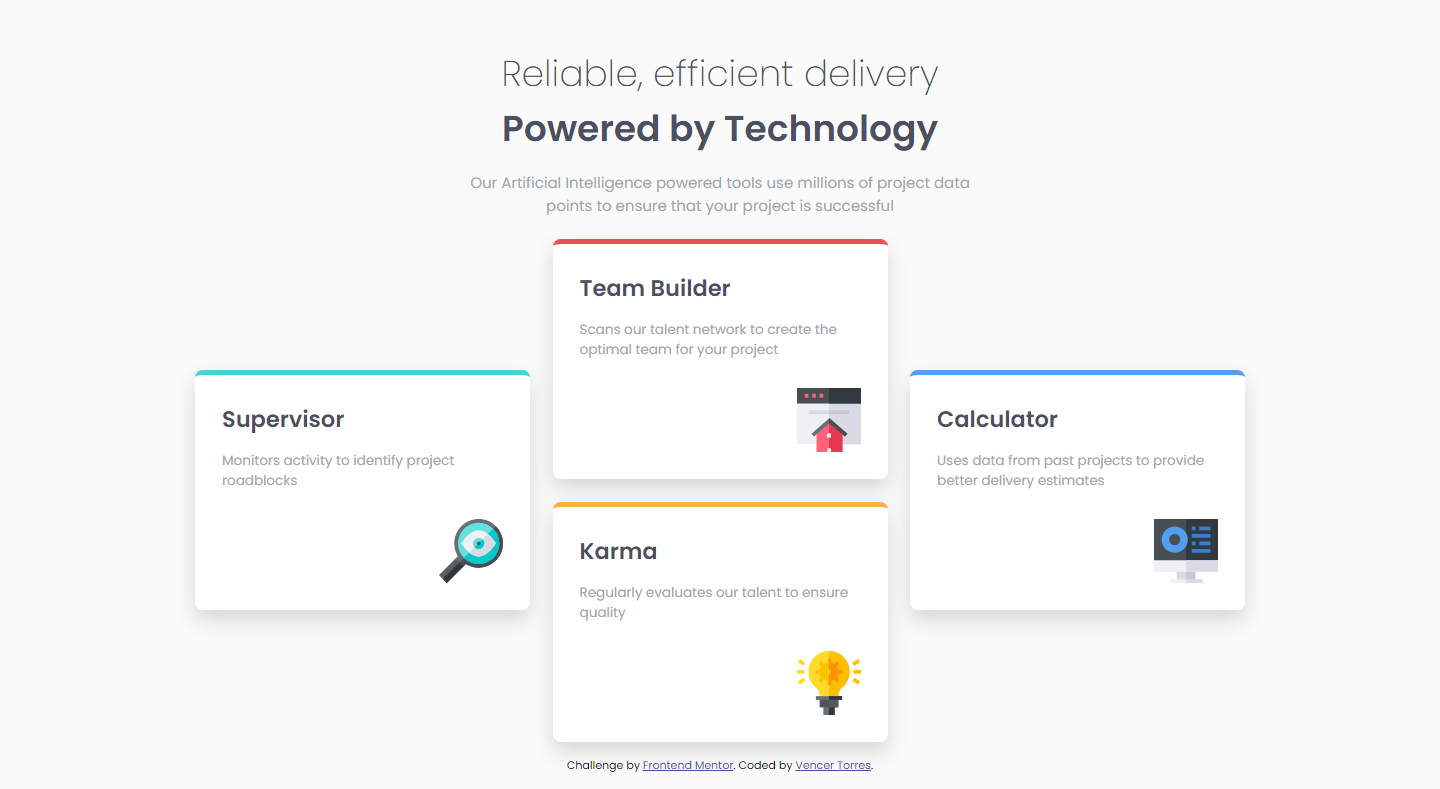 Reliable, efficient delivery
Powered by Technology
Our Artificial Intelligence powered tools use millions of project data
points to ensure that your project is successful
Team Builder
Scans our talent network to create the
optimal team for your project
Supervisor
Monitors activity to identify project
roadblocks
Calculator
Uses data from past projects to provide
better delivery estimates
Karma
Regularly evaluates our talent to ensure
quality
Challenge by Frontend Mentor. Coded by Vencer Torres.